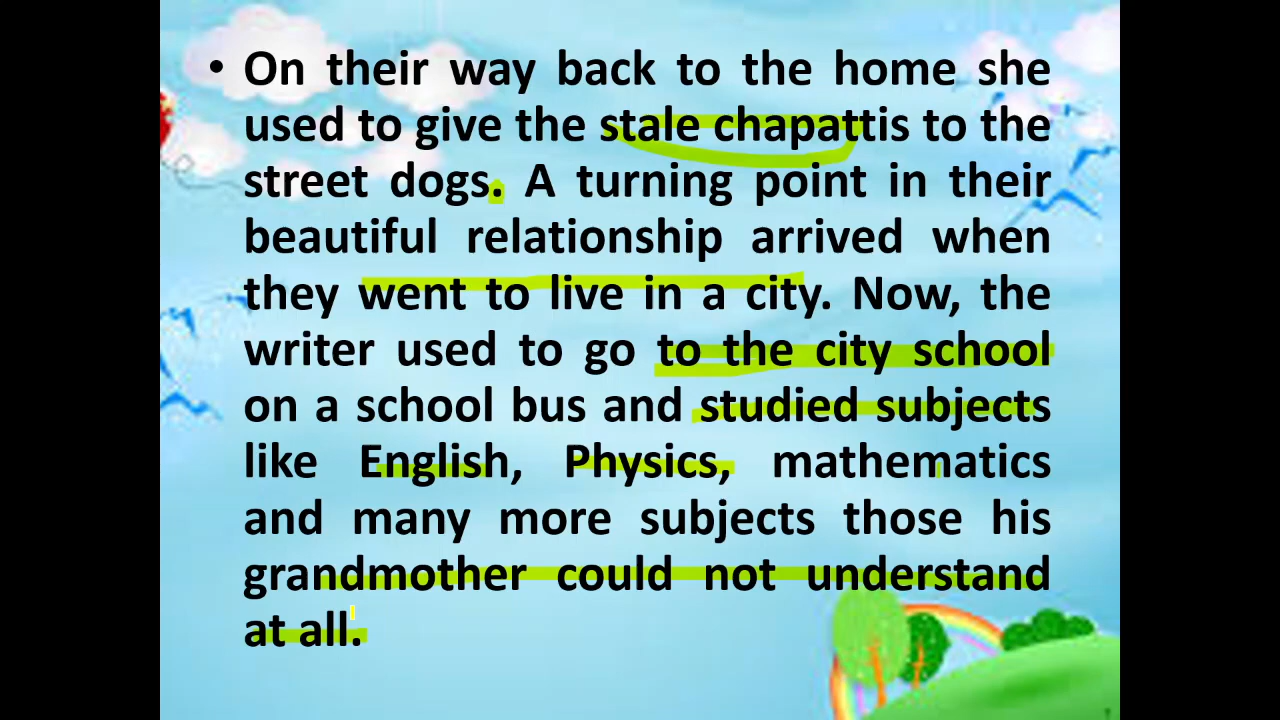 • On their way back to the home she
used to give the stale chapattis to the
street dogs. A turning point in their
beautiful relationship arrived when
they went to live in a city. Now, the
writer used to go to the city school
on a school bus and studied subjects
like English, Physics, mathematics
and many more subjects those his
grandmother could not understand
at all.